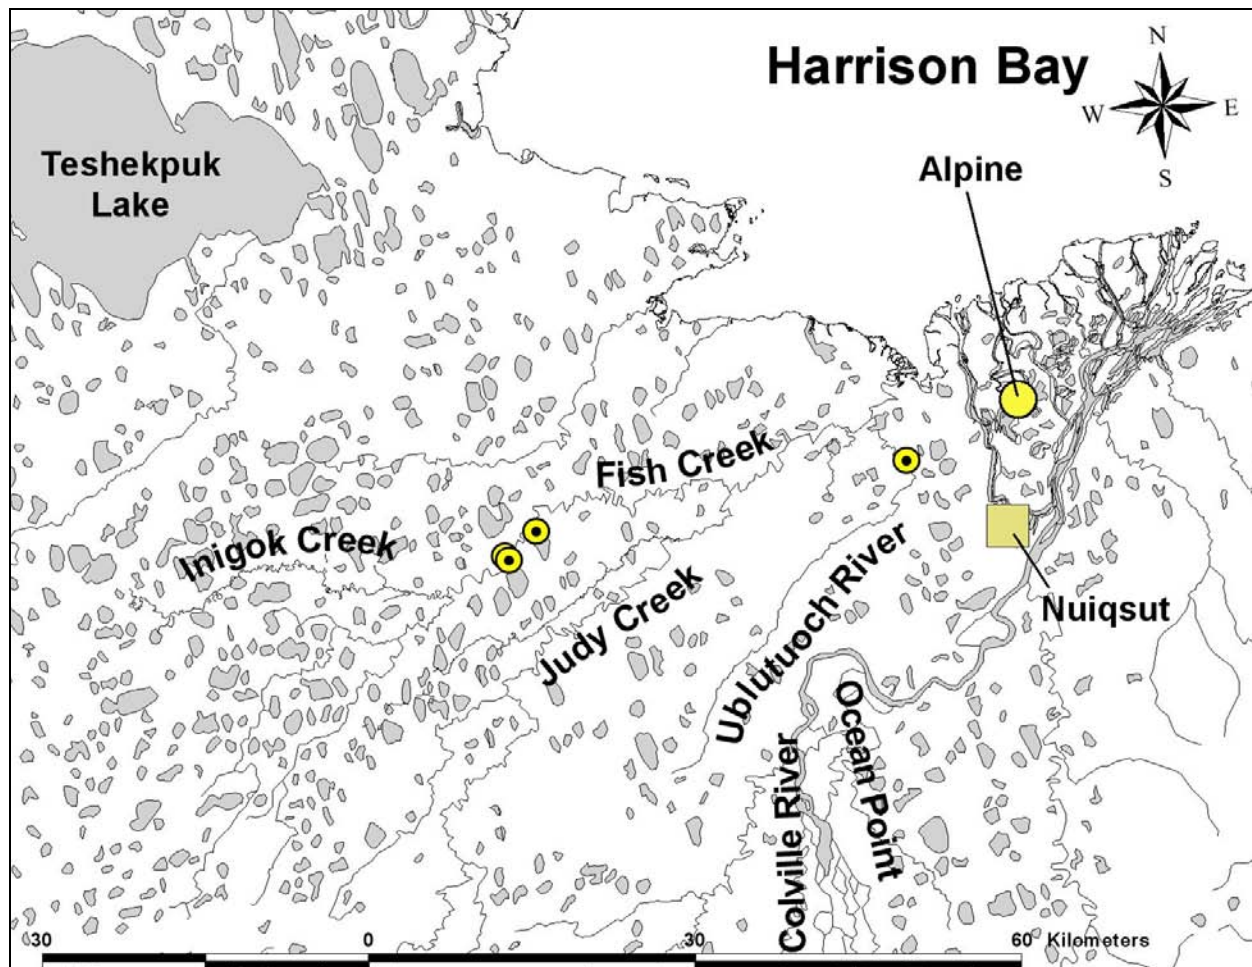 Harrison Bay
N
W
E
S
Teshekpuk
Lake
Alpine
Fish Creek
Inigok Creek
Judy Creek
Ublutuoch River
Nuiqsut
Ocean Point
Colville River
30
0
30
60 Kilometers